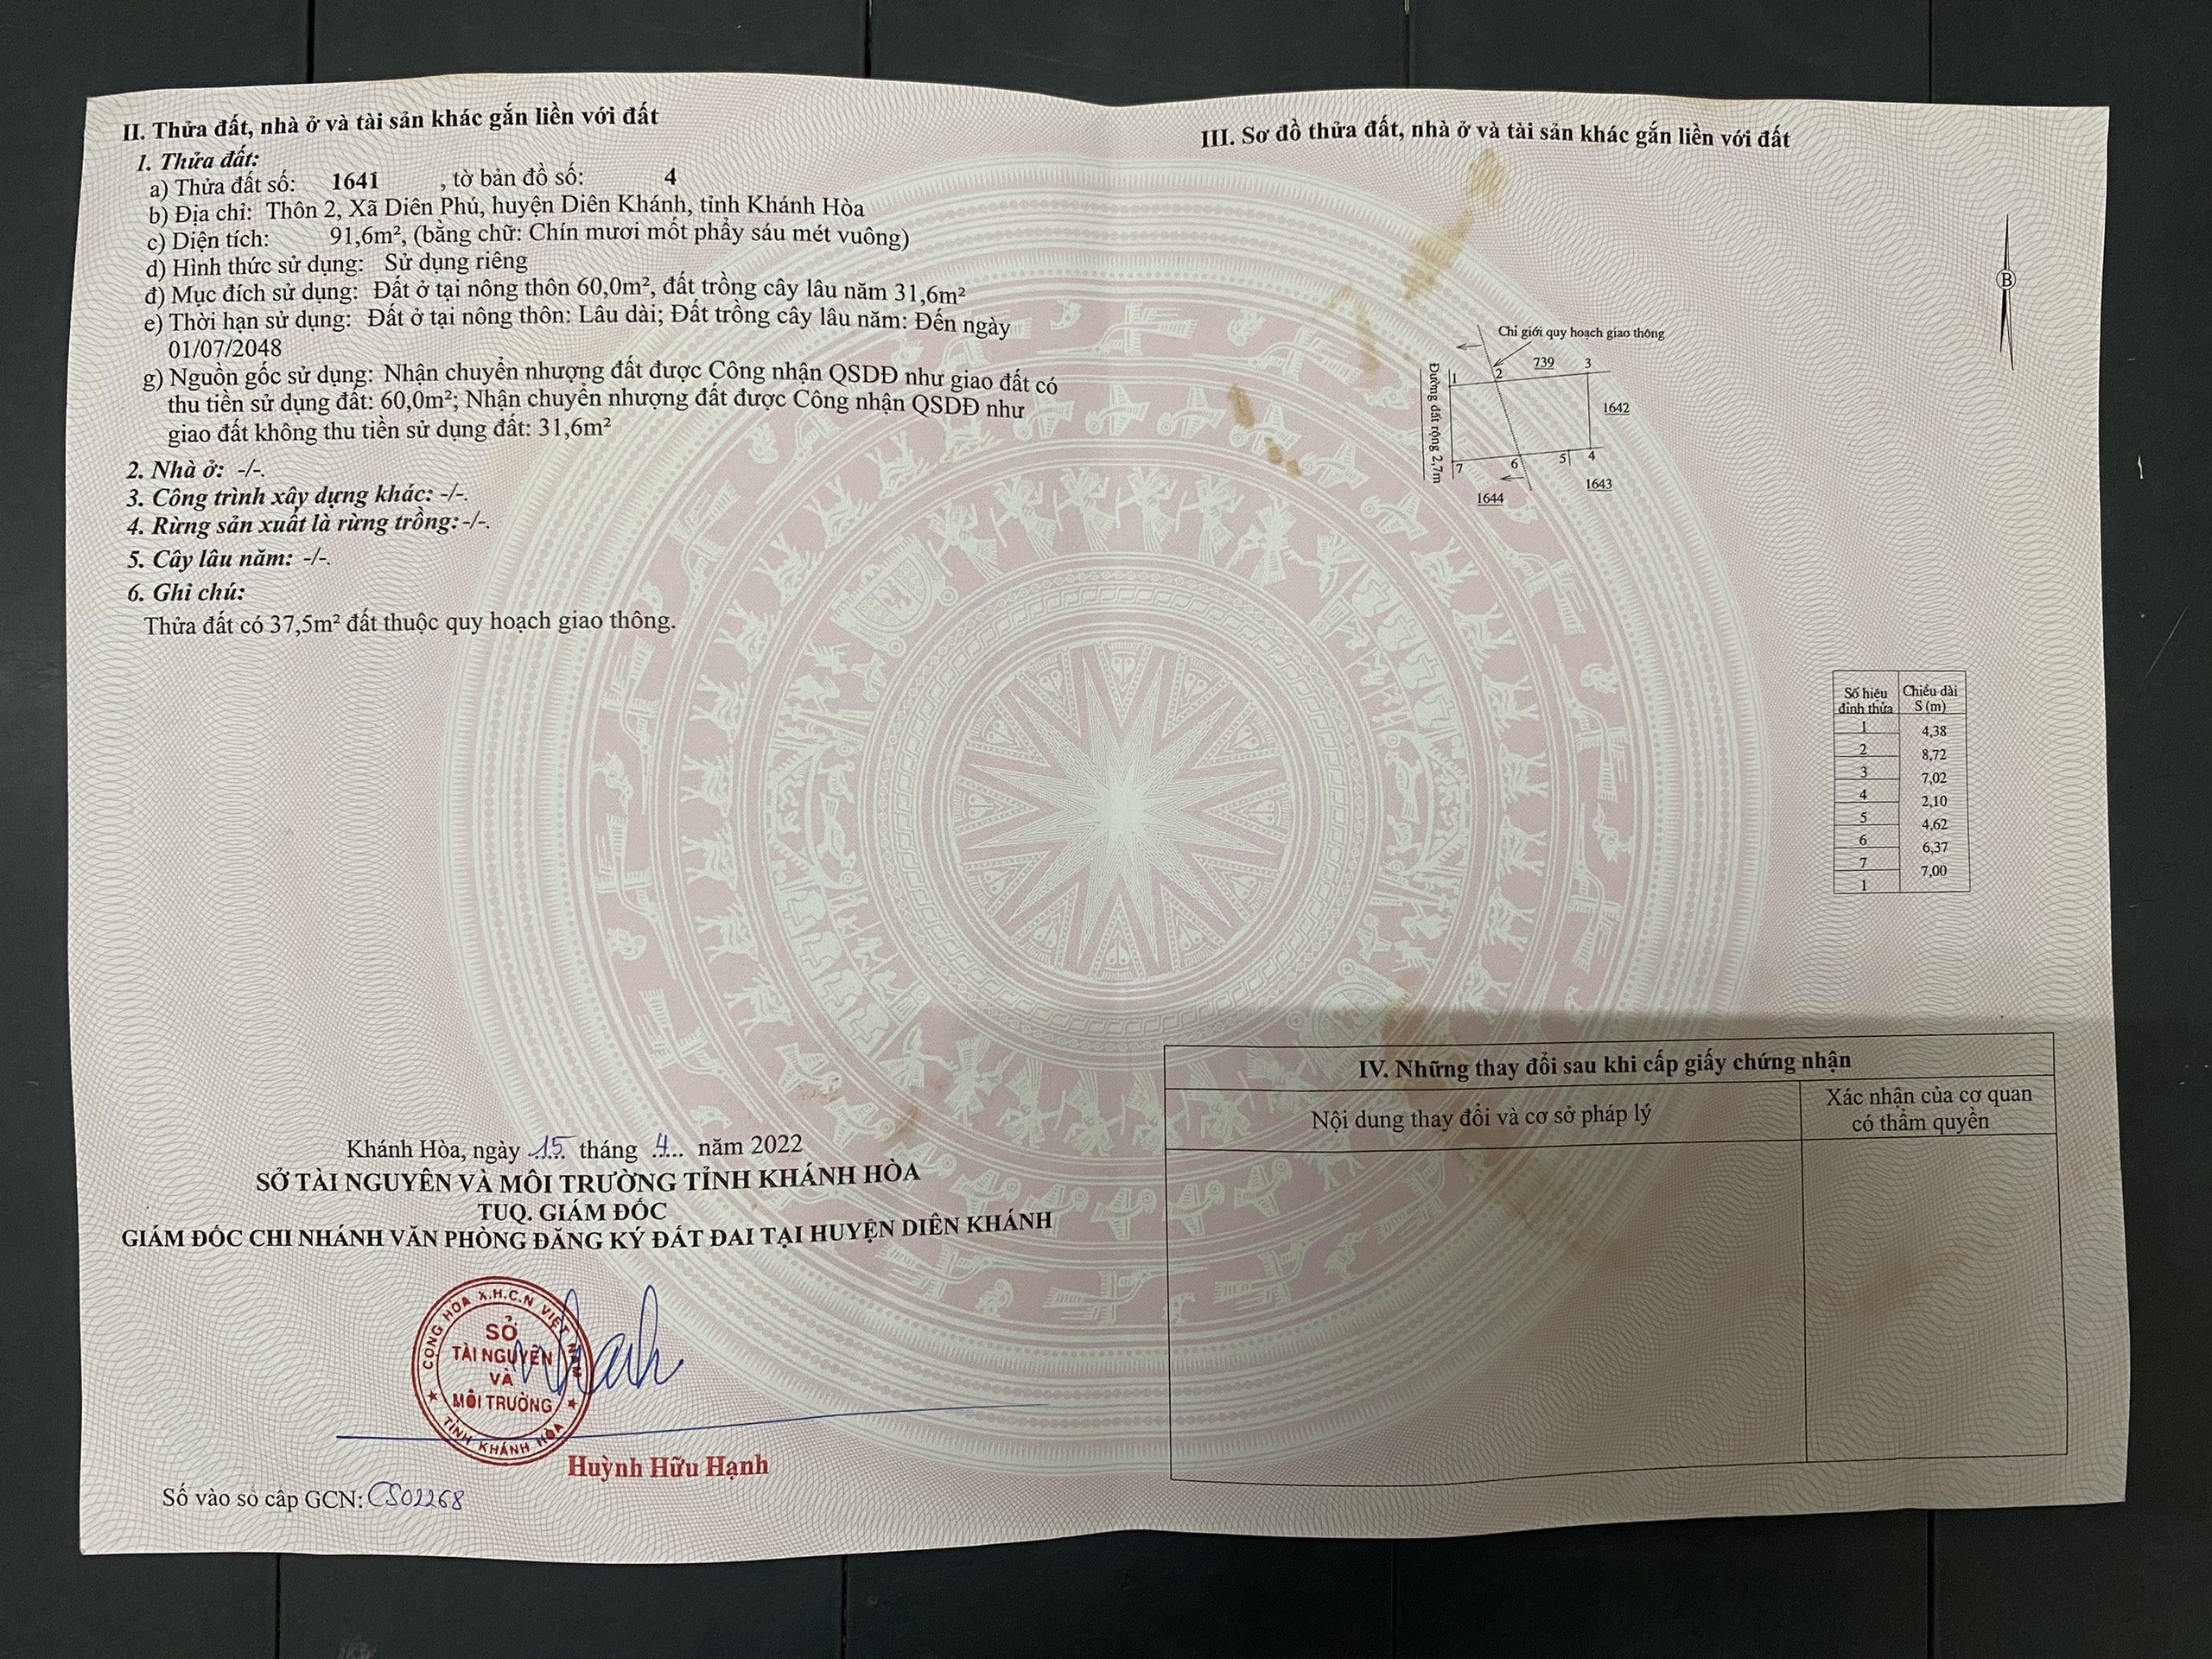 II. Thửa đất, nhà ở và tài sản khác gắn liền với đất
1. Thửa đất:
a) Thửa đất số: 1641 , tờ bản đồ số: 4
b) Địa chỉ: Thôn 2, Xã Diên Phú, huyện Diên Khánh, tỉnh Khánh Hòa
c) Diện tích: 91,6m², (bằng chữ: Chín mươi mốt phẩy sáu mét vuông)
d) Hình thức sử dụng: Sử dụng riêng
đ) Mục đích sử dụng: Đất ở tại nông thôn 60,0m², đất trồng cây lâu năm 31,6m²
e) Thời hạn sử dụng: Đất ở tại nông thôn: Lâu dài; Đất trồng cây lâu năm: Đến ngày
01/07/2048
g) Nguồn gốc sử dụng: Nhận chuyển nhượng đất được Công nhận QSDĐ như giao đất có
thu tiền sử dụng đất: 60,0m²; Nhận chuyển nhượng đất được Công nhận QSDĐ như
giao đất không thu tiền sử dụng đất: 31,6m²
2. Nhà ở: -/-.
3. Công trình xây dựng khác: -/-.
4. Rừng sản xuất là rừng trồng: -/-.
5. Cây lâu năm: -/-.
6. Ghi chú:
Thửa đất có 37,5m² đất thuộc quy hoạch giao thông.
Khánh Hòa, ngày 15 tháng 4 năm 2022
SỞ TÀI NGUYÊN VÀ MÔI TRƯỜNG TỈNH KHÁNH HÒA
TUQ. GIÁM ĐỐC
GIÁM ĐỐC CHI NHÁNH VĂN PHÒNG ĐĂNG KÝ ĐẤT ĐAI TẠI HUYỆN DIÊN KHÁNH
CỘNG HÒA X.H.C.N VIỆT NAM
SỞ
TÀI NGUYÊN
VÀ
MÔI TRƯỜNG
TỈNH KHÁNH HÒA
Huỳnh Hữu Hạnh
Số vào sổ cấp GCN: CS02268
III. Sơ đồ thửa đất, nhà ở và tài sản khác gắn liền với đất
B
Chỉ giới quy hoạch giao thông
739
1 2 3
Đường đất rộng 2,7m
1642
7 6 5 4
1644
1643
Số hiệu đỉnh thửa Chiều dài S (m)
1
4,38
2
8,72
3
7,02
4
2,10
5
4,62
6
6,37
7
7,00
1
IV. Những thay đổi sau khi cấp giấy chứng nhận
Nội dung thay đổi và cơ sở pháp lý
Xác nhận của cơ quan
có thẩm quyền